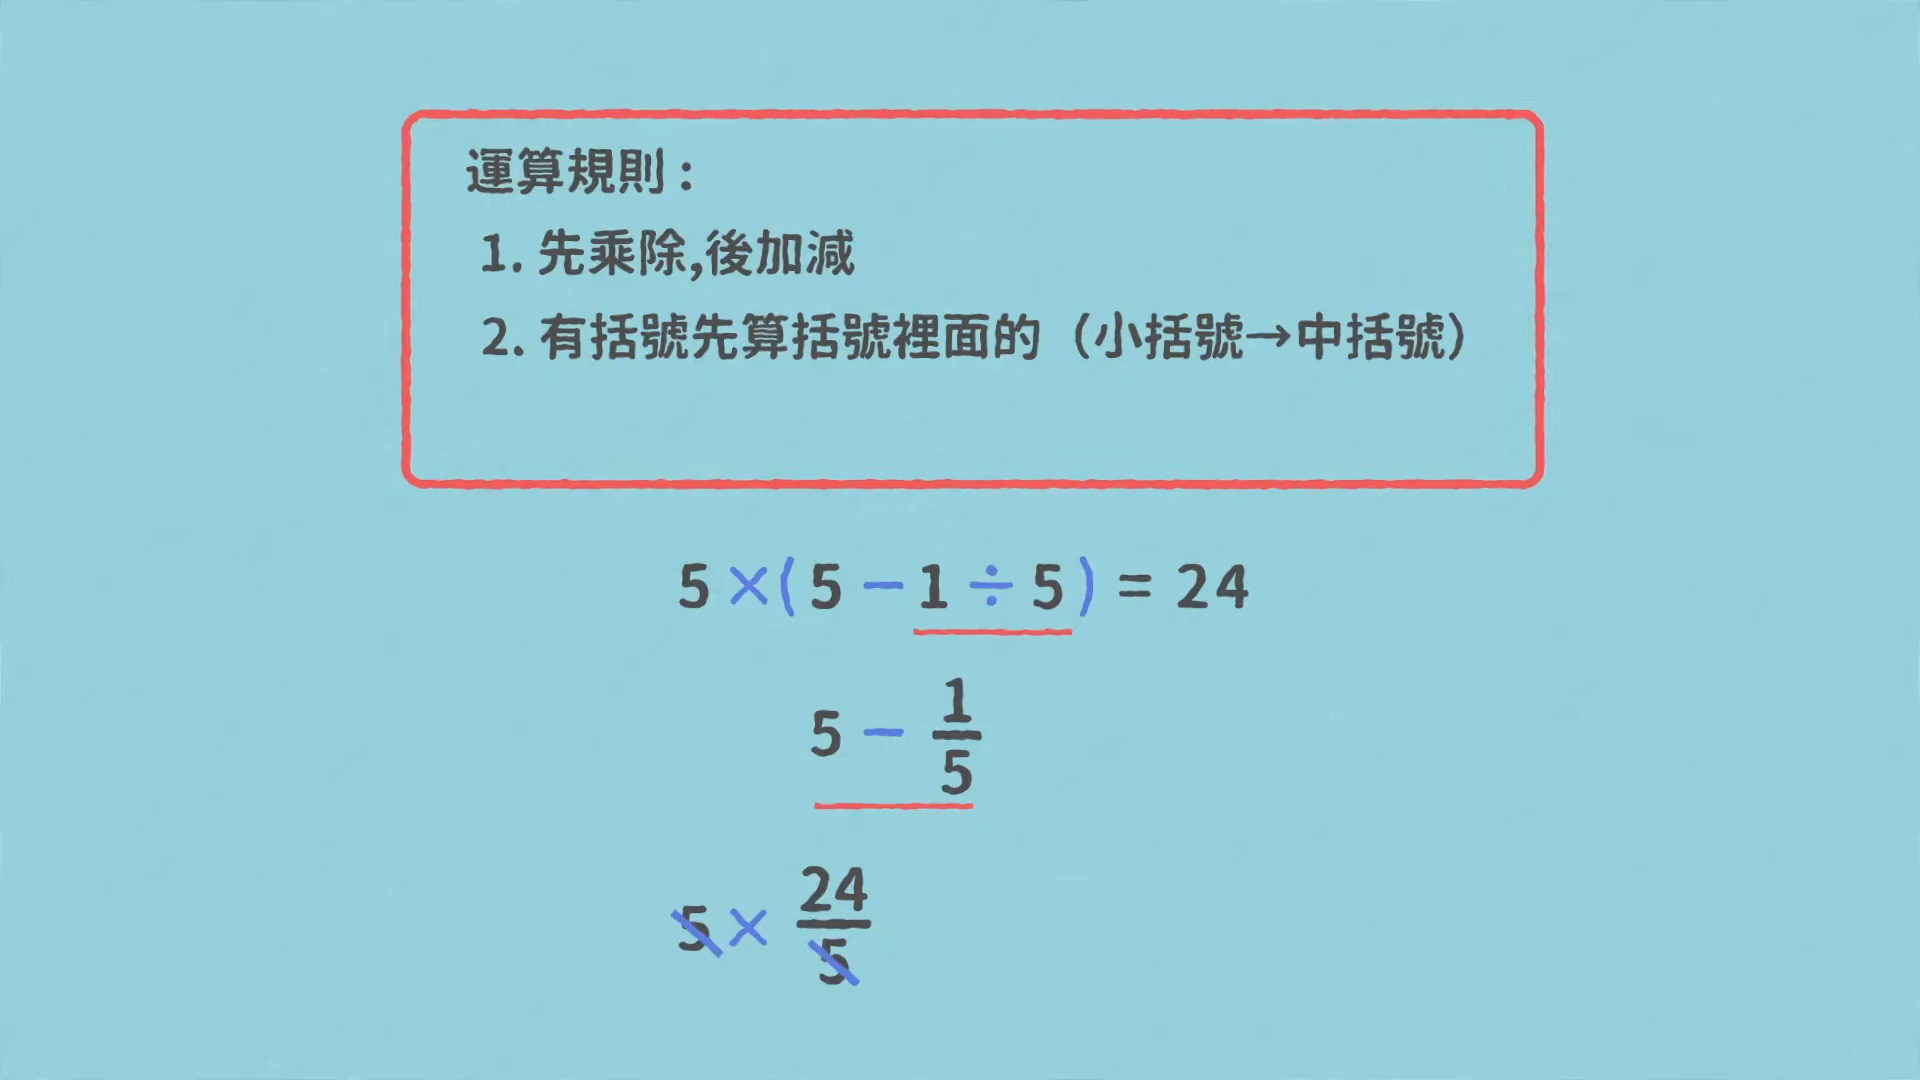 運算規則：
1. 先乘除,後加減
2. 有括號先算括號裡面的（小括號→中括號）
5 ×( 5 − 1 ÷ 5 ) = 24
5 − 1/5
5 × 24/5